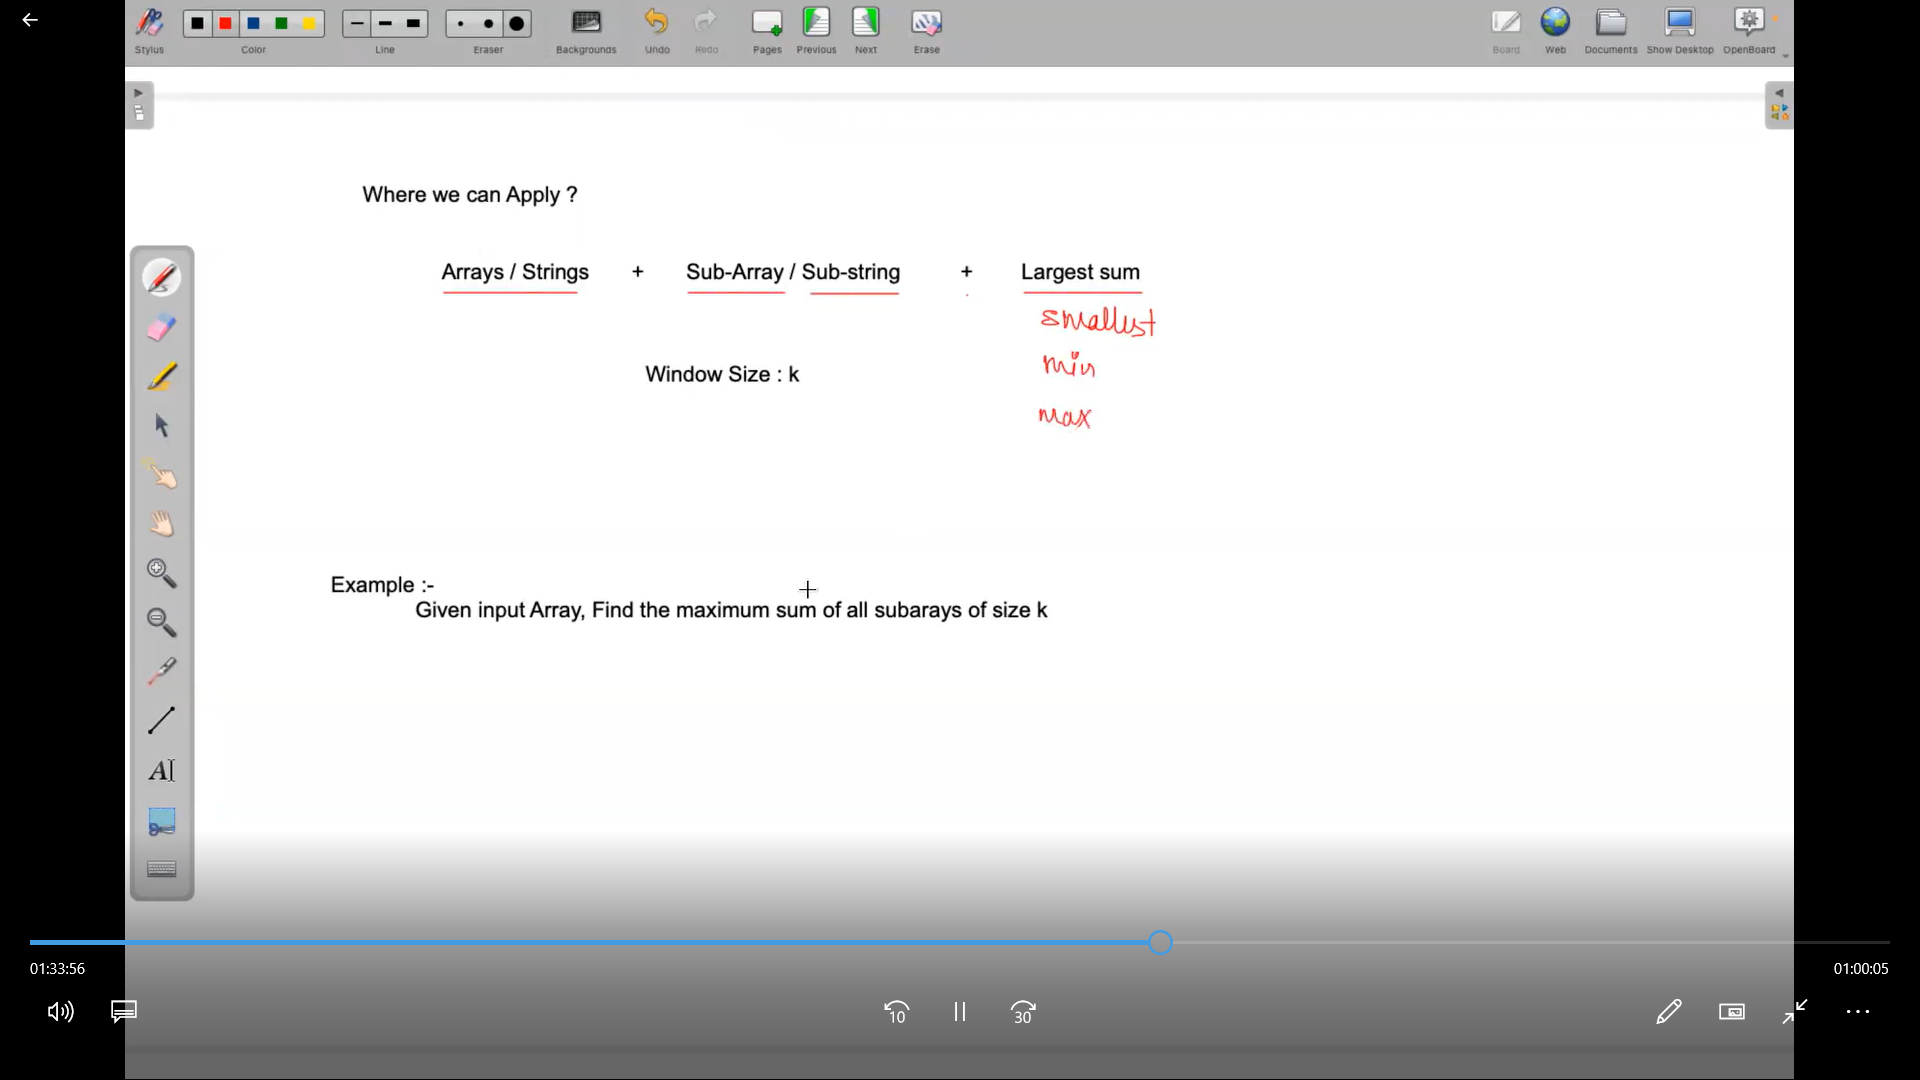 Stylus Color Line Eraser Backgrounds Undo Redo Pages Previous Next Erase Board Web Documents Show Desktop OpenBoard
Where we can Apply ?
Arrays / Strings + Sub-Array / Sub-string + Largest sum
smallest
min
Window Size : k
max
Example :-
Given input Array, Find the maximum sum of all subarays of size k
01:33:56 01:00:05
10 30